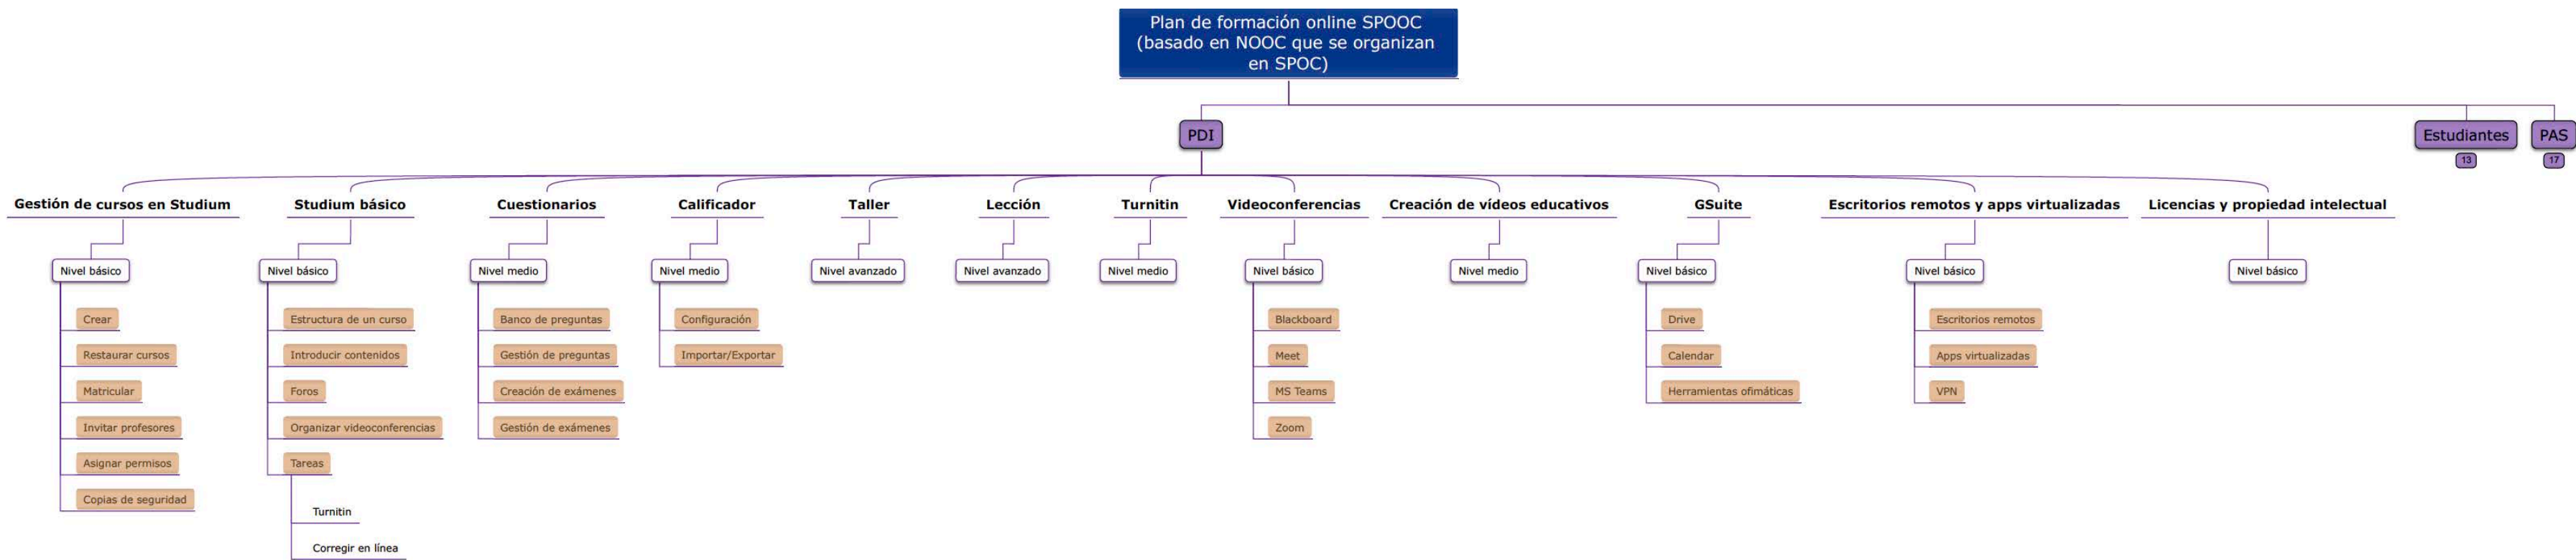 Plan de formación online SPOOC
(basado en NOOC que se organizan
en SPOC)
PDI
Estudiantes
PAS
13
17
Gestión de cursos en Studium
Studium básico
Cuestionarios
Calificador
Taller
Lección
Turnitin
Videoconferencias
Creación de vídeos educativos
GSuite
Escritorios remotos y apps virtualizadas
Licencias y propiedad intelectual
Nivel básico
Nivel básico
Nivel medio
Nivel medio
Nivel avanzado
Nivel avanzado
Nivel medio
Nivel básico
Nivel medio
Nivel básico
Nivel básico
Nivel básico
Crear
Restaurar cursos
Matricular
Invitar profesores
Asignar permisos
Copias de seguridad
Estructura de un curso
Introducir contenidos
Foros
Organizar videoconferencias
Tareas
Turnitin
Corregir en línea
Banco de preguntas
Gestión de preguntas
Creación de exámenes
Gestión de exámenes
Configuración
Importar/Exportar
Blackboard
Meet
MS Teams
Zoom
Drive
Calendar
Herramientas ofimáticas
Escritorios remotos
Apps virtualizadas
VPN